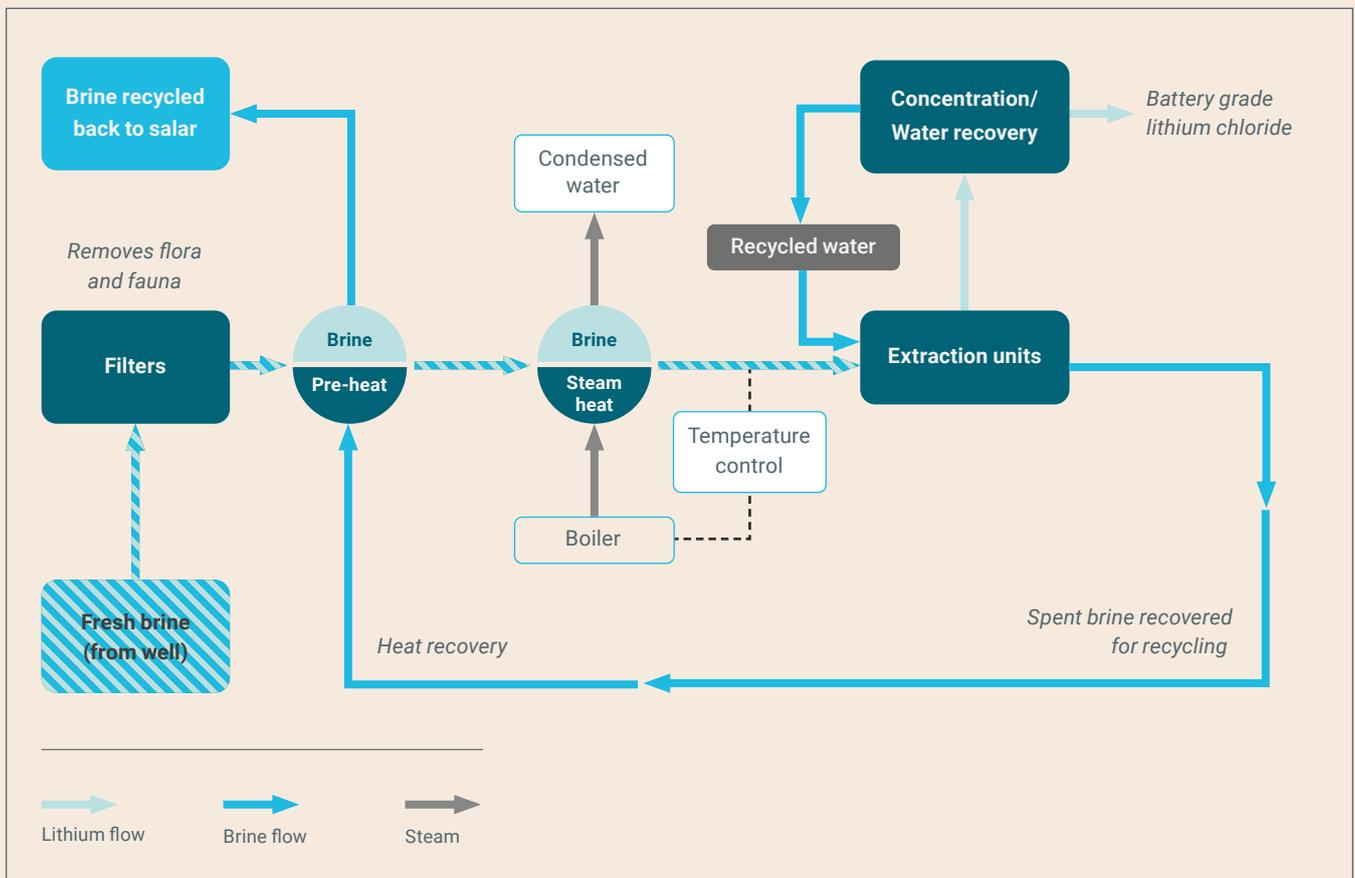 Brine recycled
back to salar
Concentration/
Water recovery
Battery grade
lithium chloride
Condensed
water
Recycled water
Removes flora
and fauna
Filters
Brine
Pre-heat
Brine
Steam
heat
Extraction units
Temperature
control
Boiler
Fresh brine
(from well)
Heat recovery
Spent brine recovered
for recycling
Lithium flow
Brine flow
Steam